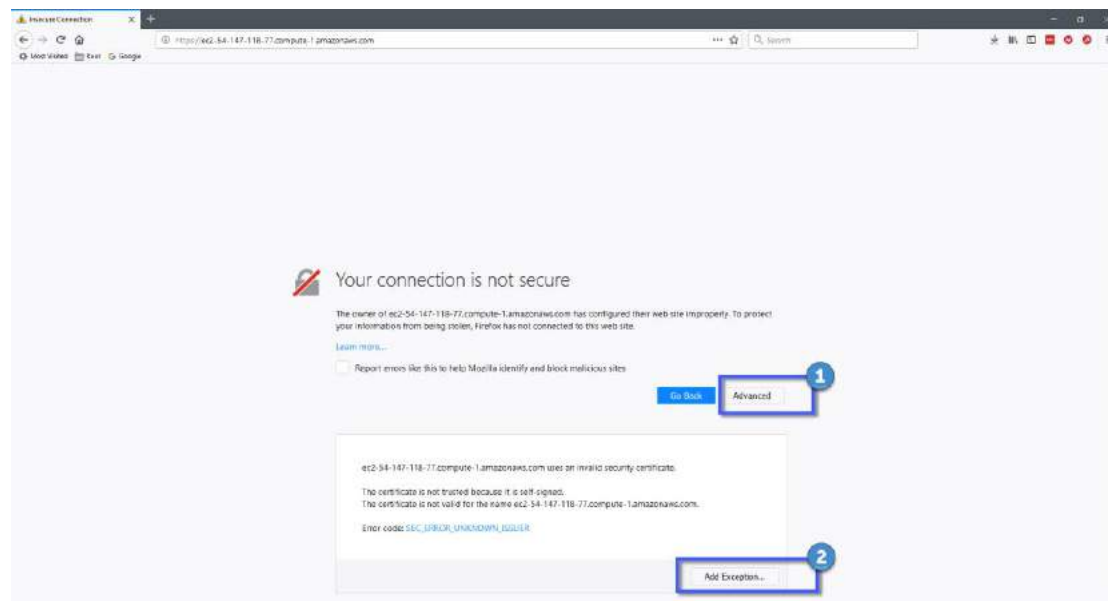 Insecure Connection
https://ec2-54-147-118-77.compute-1.amazonaws.com
Search
Most Visited
Google
Your connection is not secure
The owner of ec2-54-147-118-77.compute-1.amazonaws.com has configured their web site improperly. To protect
your information from being stolen, Firefox has not connected to this web site.
Learn more...
Report errors like this to help Mozilla identify and block malicious sites
1
Go Back
Advanced
ec2-54-147-118-77.compute-1.amazonaws.com uses an invalid security certificate.
The certificate is not trusted because it is self-signed.
The certificate is not valid for the name ec2-54-147-118-77.compute-1.amazonaws.com.
Error code: SEC_ERROR_UNKNOWN_ISSUER
2
Add Exception...